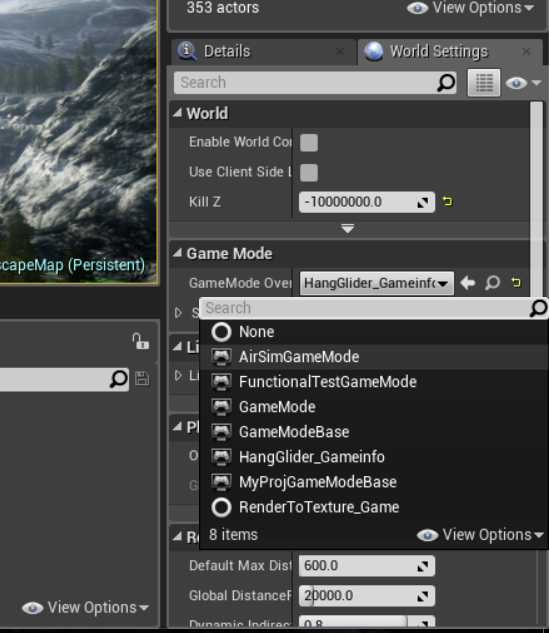 353 actors
View Options
Details
World Settings
Search
World
Enable World Co
Use Client Side L
Kill Z
-10000000.0
scapeMap (Persistent)
Game Mode
GameMode Over
HangGlider_Gameinfo
Search
None
AirSimGameMode
FunctionalTestGameMode
GameMode
GameModeBase
HangGlider_Gameinfo
MyProjGameModeBase
RenderToTexture_Game
8 items
View Options
S
Li
Li
Pl
O
G
Re
Default Max Dist
600.0
Global DistanceF
20000.0
Dynamic Indirec
0.8
View Options